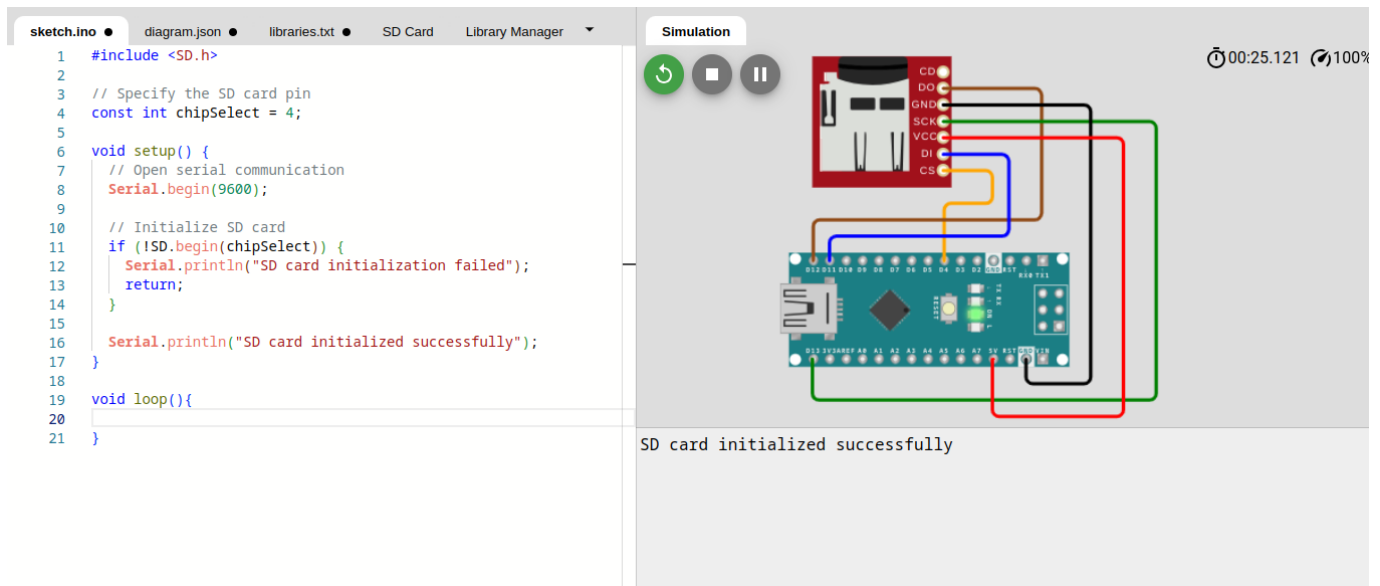 sketch.ino ● diagram.json ● libraries.txt ● SD Card Library Manager
1 #include <SD.h>
2
3 // Specify the SD card pin
4 const int chipSelect = 4;
5
6 void setup() {
7 // Open serial communication
8 Serial.begin(9600);
9
10 // Initialize SD card
11 if (!SD.begin(chipSelect)) {
12 Serial.println("SD card initialization failed");
13 return;
14 }
15
16 Serial.println("SD card initialized successfully");
17 }
18
19 void loop(){
20
21 }
Simulation
00:25.121 100%
CD
DO
GND
SCK
VCC
DI
CS
D12 D11 D10 D9 D8 D7 D6 D5 D4 D3 D2 GND RST RX0 TX1
RESET
TX RX ON L
D13 3V3 AREF A0 A1 A2 A3 A4 A5 A6 A7 5V RST GND VIN
SD card initialized successfully